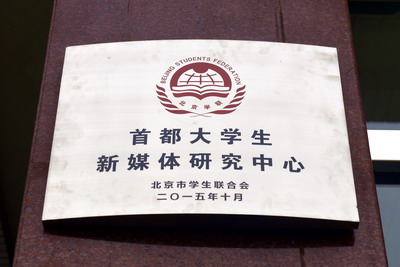 BEIJING STUDENTS FEDERATION
北京学联
首都大学生
新媒体研究中心
北京市学生联合会
二〇一五年十月